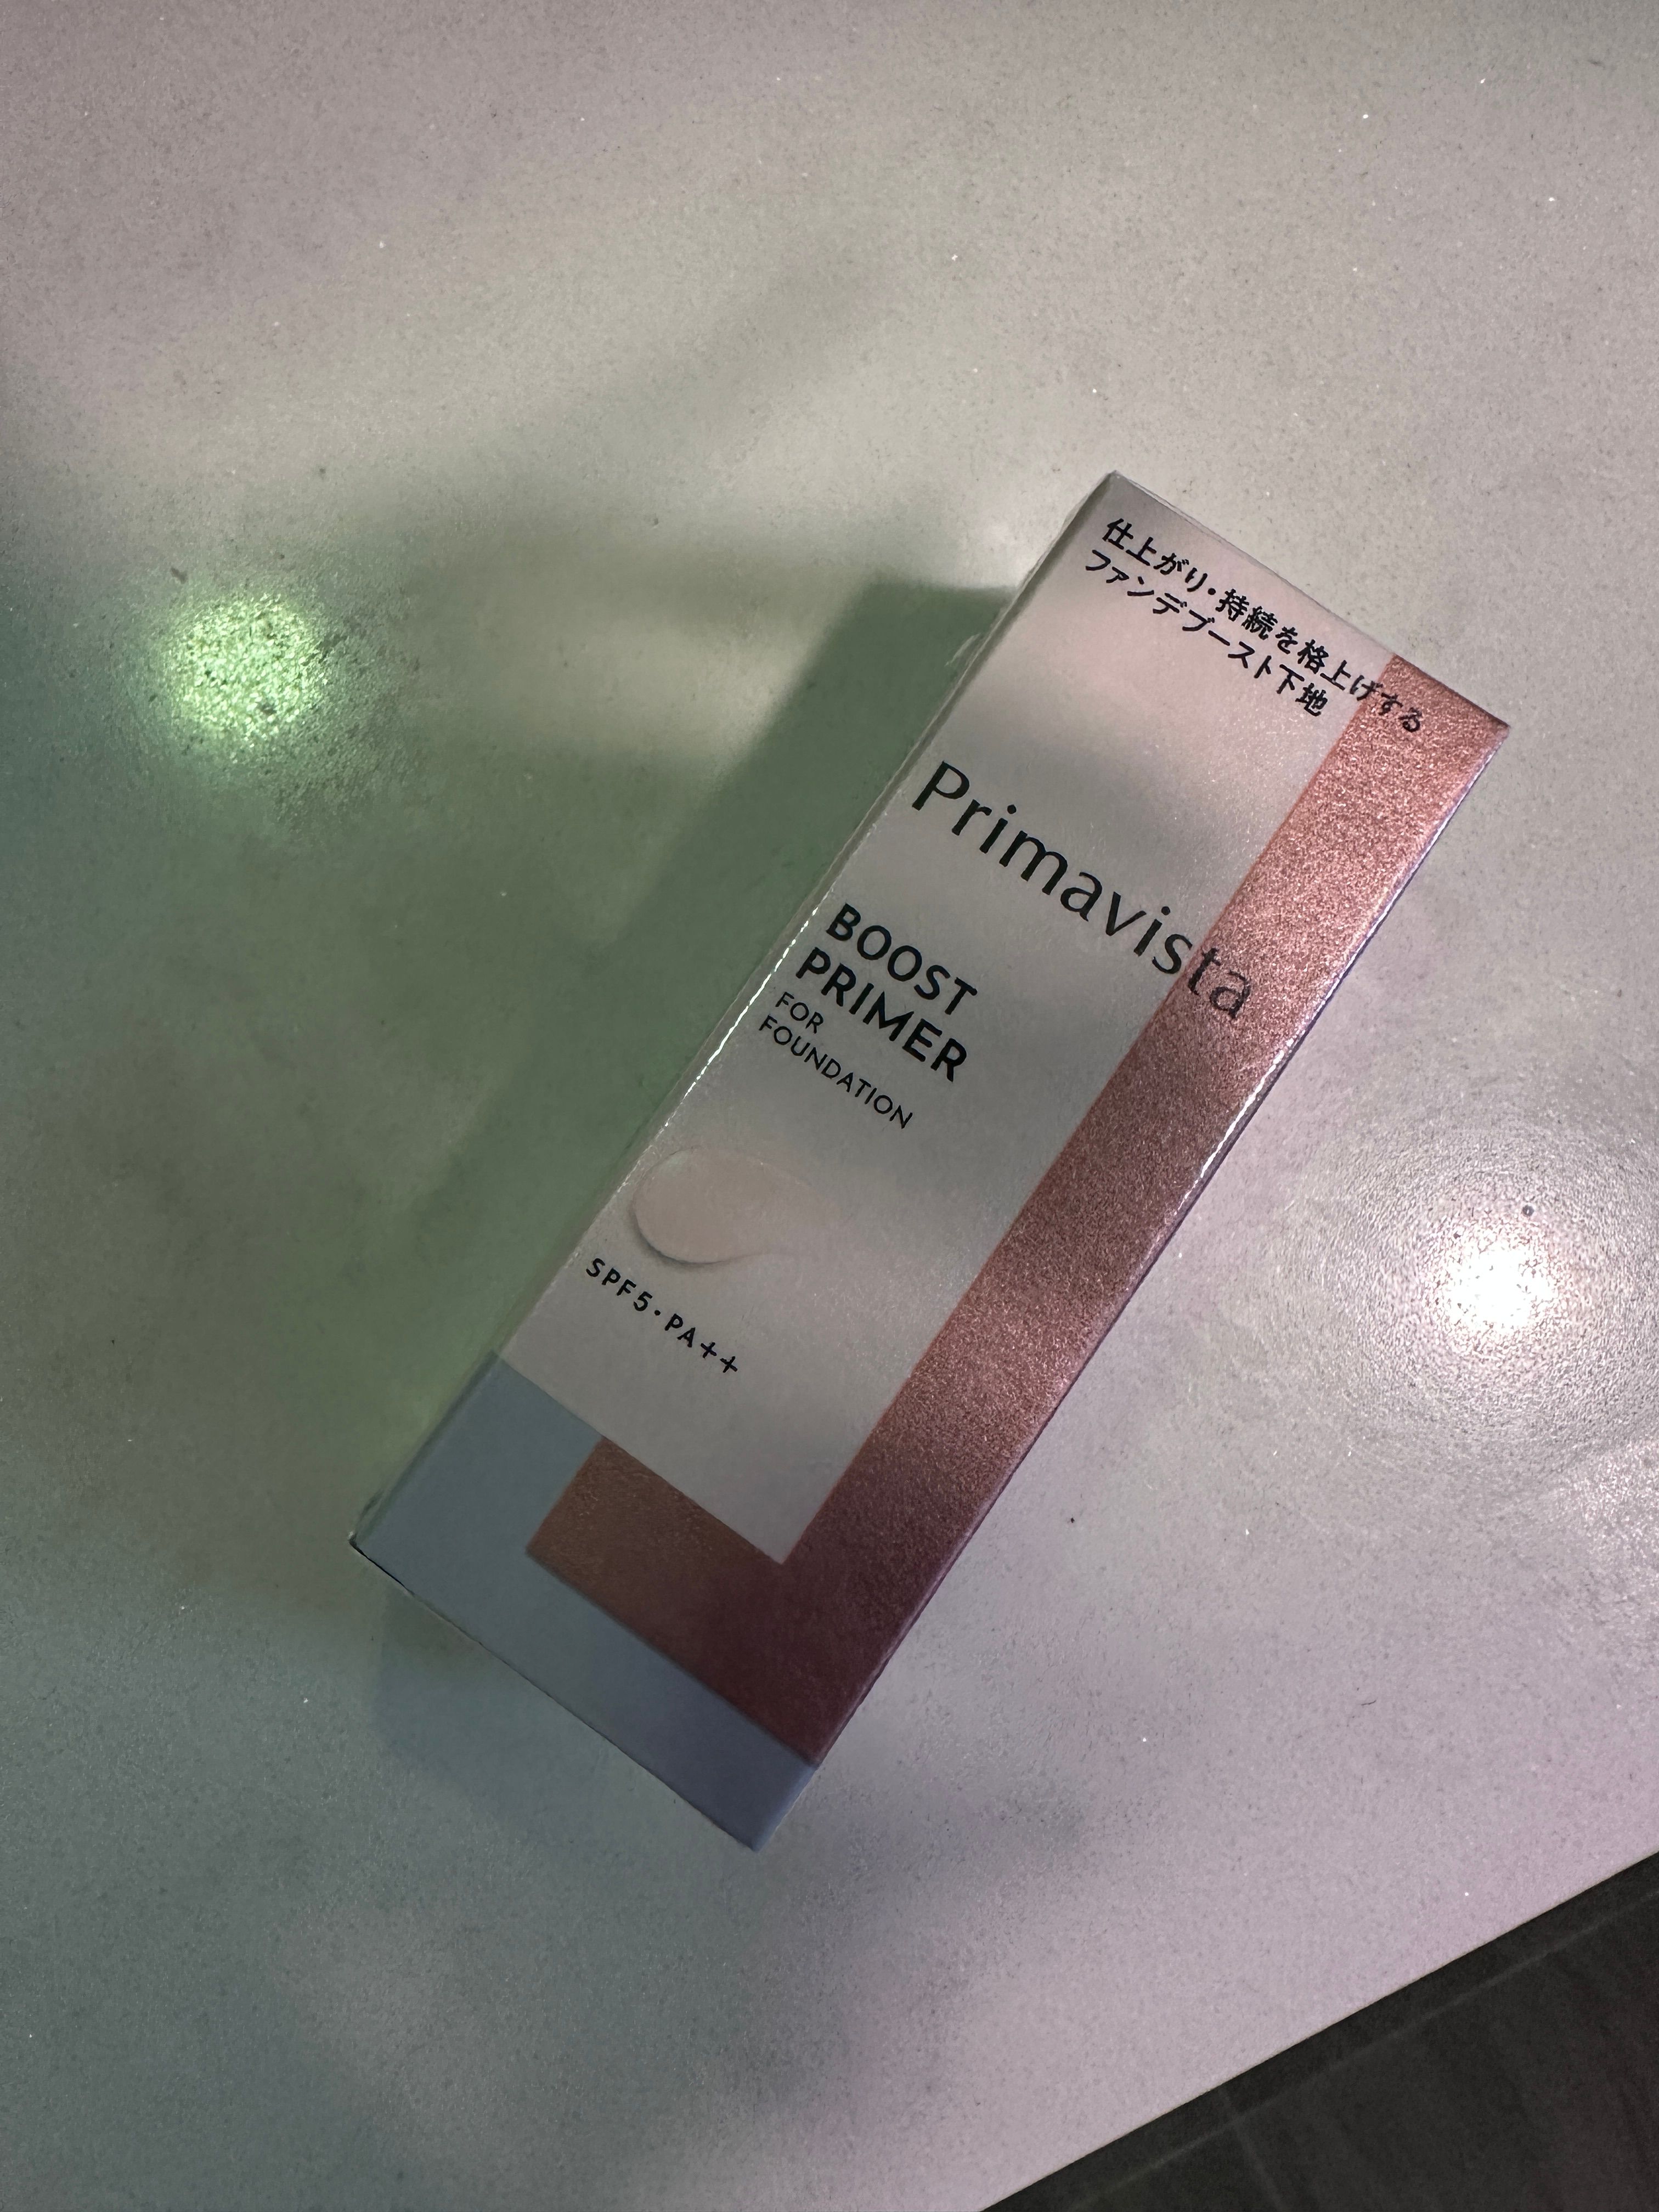 仕上がり・持続を格上げする
ファンデブースト下地
Primavista
BOOST
PRIMER
FOR
FOUNDATION
SPF5・PA++